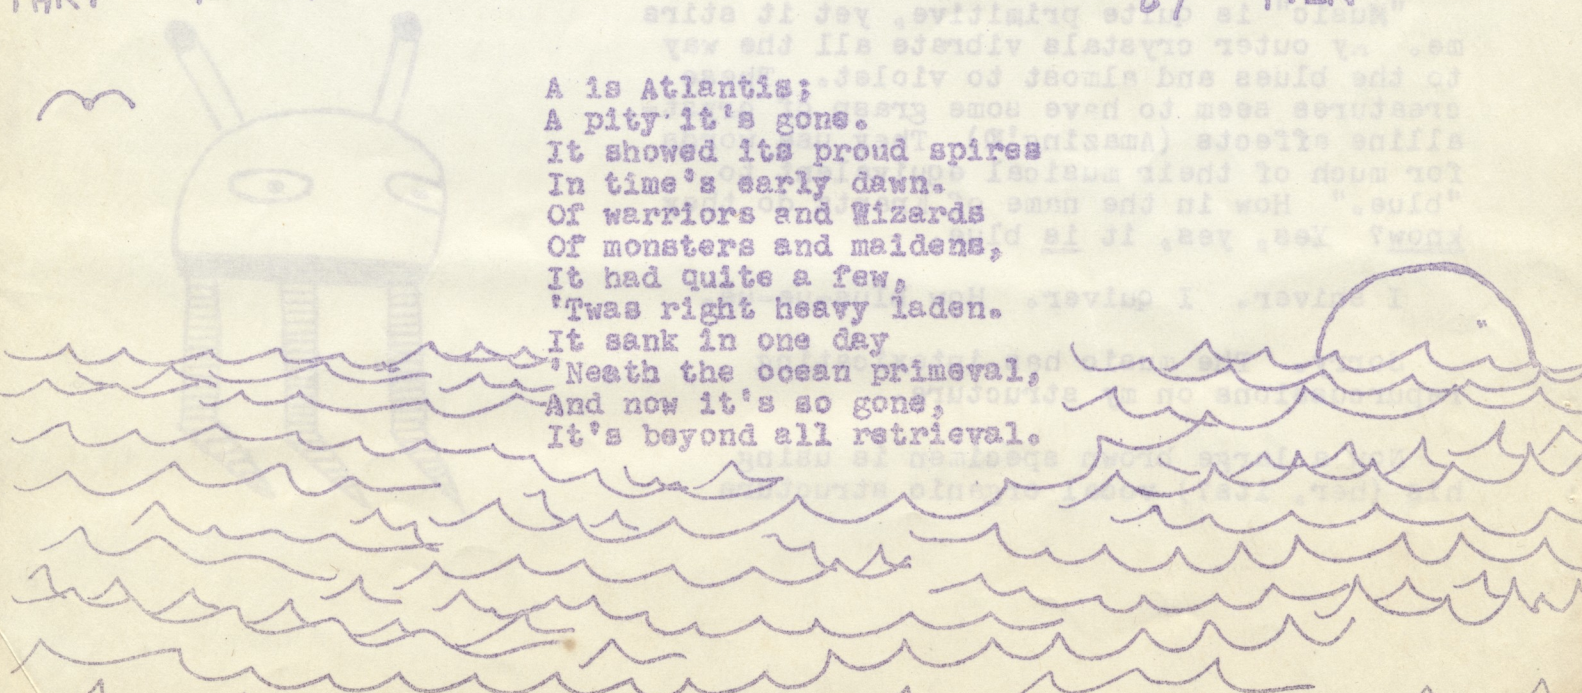 A is Atlantis;
A pity it's gone.
It showed its proud spires
In time's early dawn.
Of warriors and Wizards
Of monsters and maidens,
It had quite a few,
'Twas right heavy laden.
It sank in one day
'Neath the ocean primeval;
And now it's so gone,
It's beyond all retrieval.